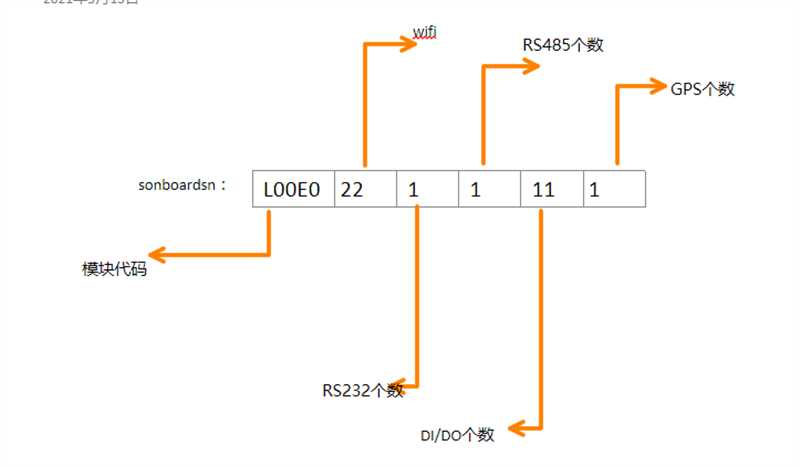 wifi
RS485个数
GPS个数
sonboardsn：
L00E0 22 1 1 11 1
模块代码
RS232个数
DI/DO个数